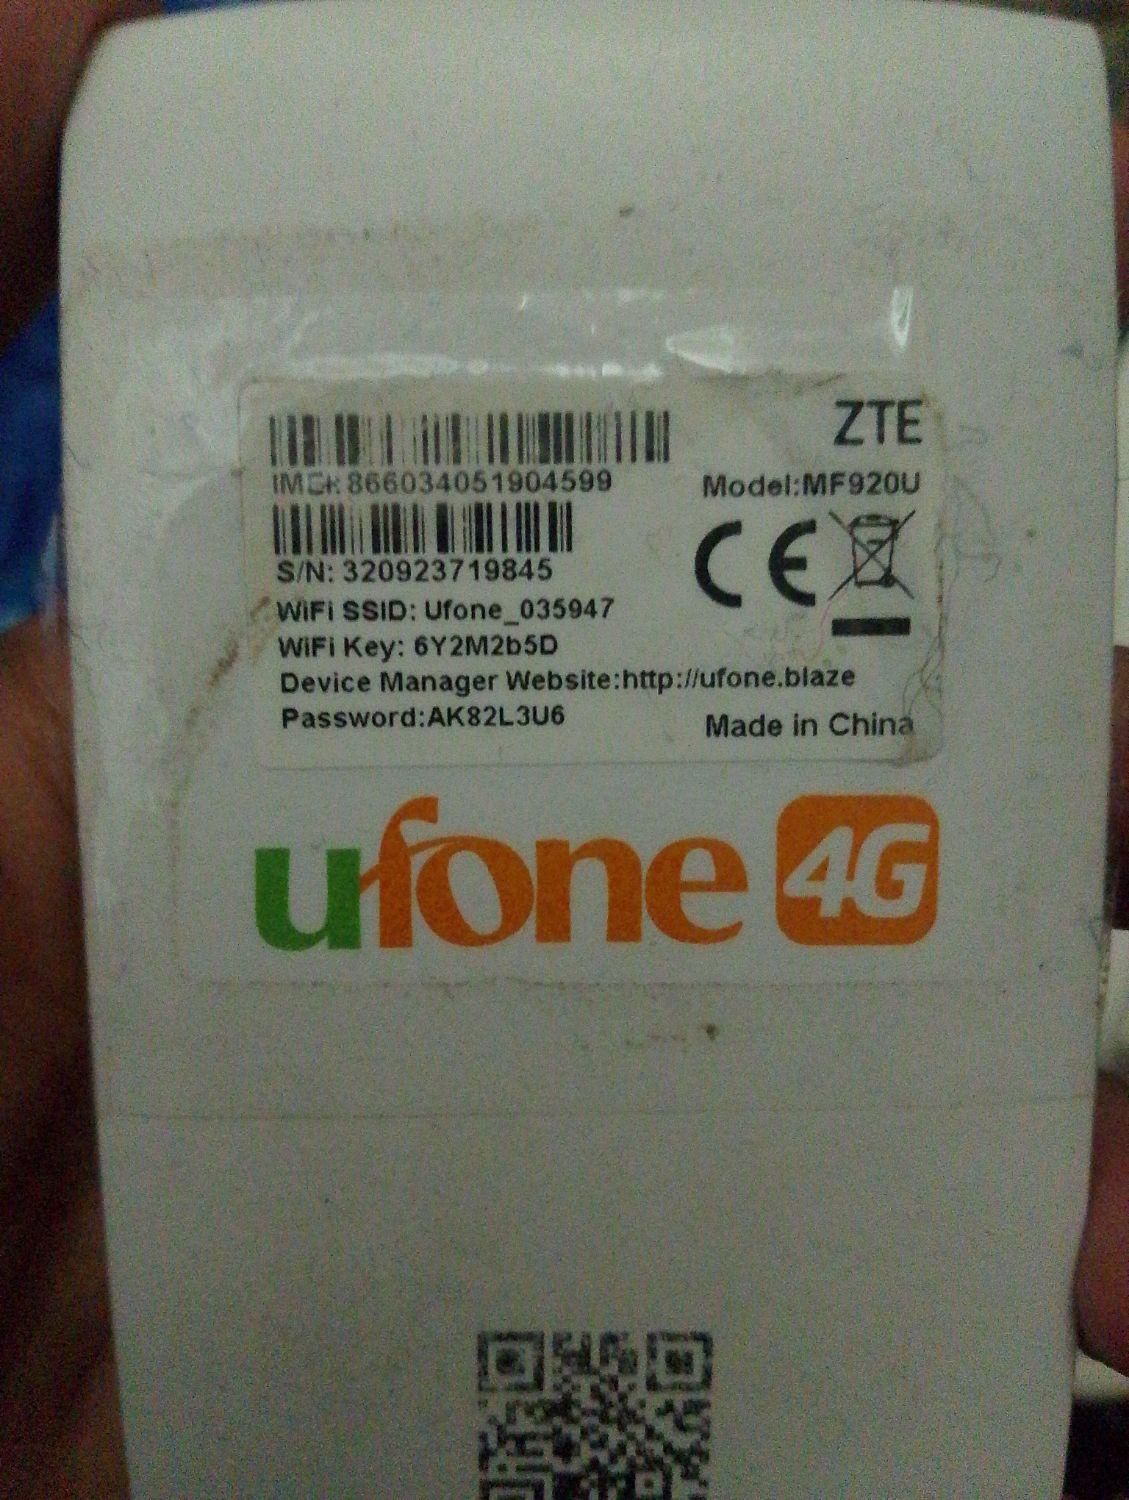 ZTE
IMEI: 866034051904599
Model:MF920U
S/N: 320923719845
CE
WiFi SSID: Ufone_035947
WiFi Key: 6Y2M2b5D
Device Manager Website:http://ufone.blaze
Password:AK82L3U6
Made in China
ufone 4G